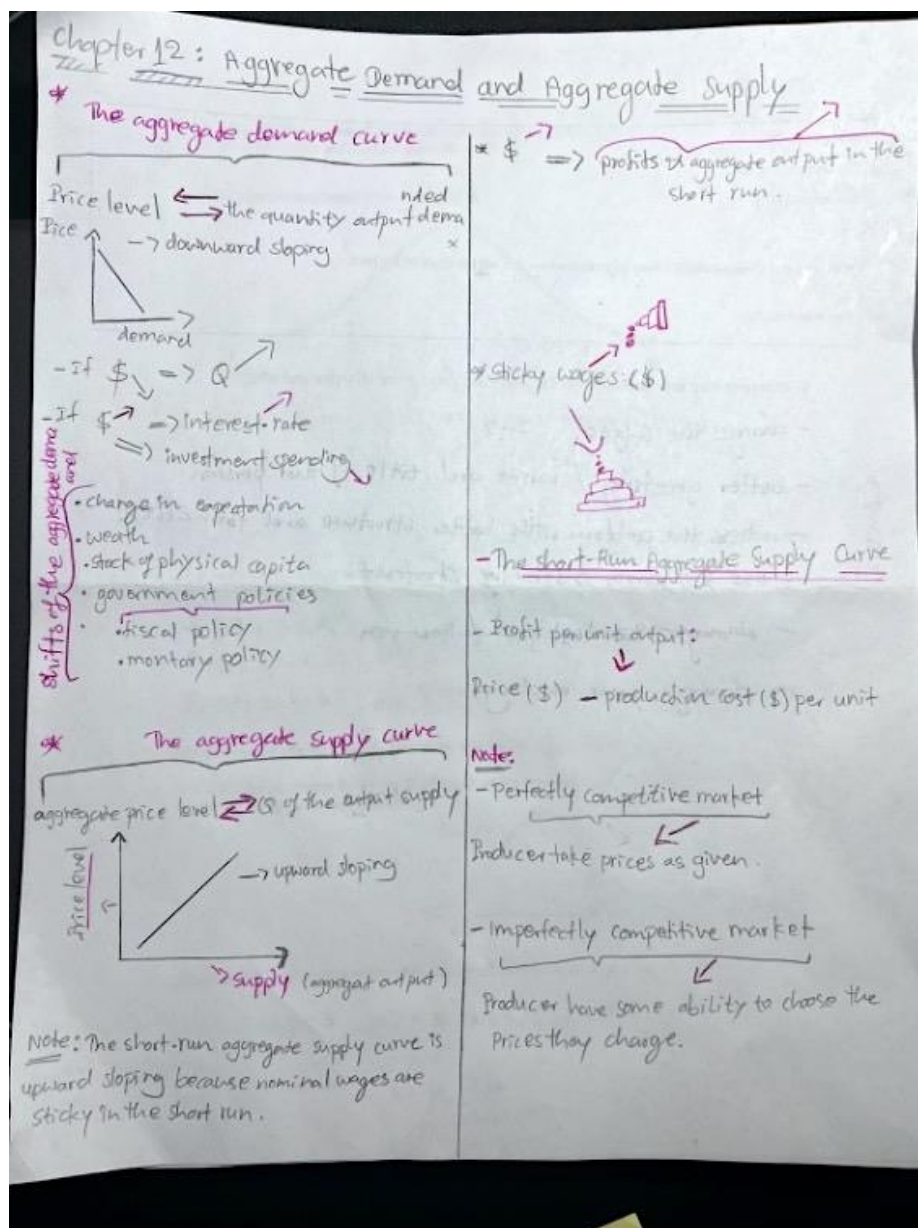 Chapter 12: Aggregate Demand and Aggregate Supply
* The aggregate demand curve
Price level ⇄ the quantity output demanded
Pice
-> downward sloping
demand
- If $ ↘ => Q ↗
- If $ ↗ => interest rate ↗
=> investment spending ↘
shifts of the aggregate demand
• change in expectation
• weath
• stock of physical capita
• government policies
• fiscal policy
• montary policy
* The aggregate supply curve
aggregate price level ⇄ Q of the output supply
Price level
-> upward sloping
-> supply (aggregat output)
Note: The short-run aggregate supply curve is
upward sloping because nominal wages are
sticky in the short run.
* $ ↗ => profits & aggregate output in the
short run.
* sticky wages ($)
- The short-Run Aggregate Supply Curve
- Profit per unit output:
Price ($) - production cost ($) per unit
Note:
- Perfectly competitive market
Producer take prices as given.
- Imperfectly competitive market
Producer have some ability to choose the
Prices they charge.